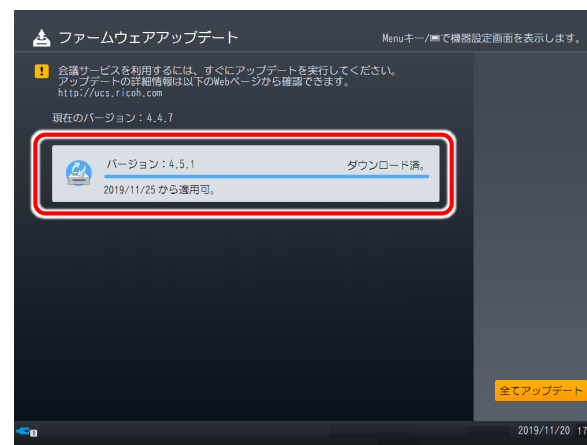 ファームウェアアップデート
Menuキー/で機器設定画面を表示します。
会議サービスを利用するには、すぐにアップデートを実行してください。
アップデートの詳細情報は以下のWebページから確認できます。
http://ucs.ricoh.com
現在のバージョン：4.4.7
バージョン：4.5.1 ダウンロード済。
2019/11/25 から適用可。
全てアップデート
1 2019/11/20 17